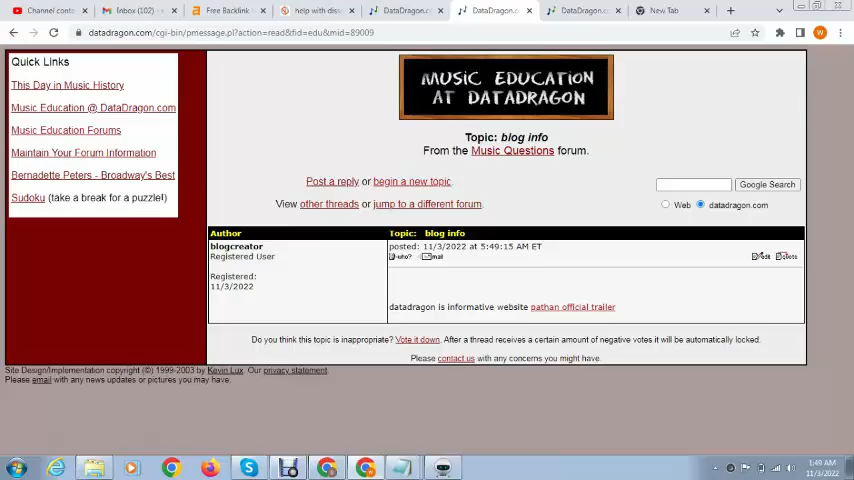 Channel conte
Inbox (102) -
Free Backlink
help with diss
DataDragon.c
DataDragon.c
DataDragon.c
New Tab
datadragon.com/cgi-bin/pmessage.pl?action=read&fid=edu&mid=89009
W
Quick Links
This Day in Music History
Music Education @ DataDragon.com
Music Education Forums
Maintain Your Forum Information
Bernadette Peters - Broadway's Best
Sudoku (take a break for a puzzle!)
MUSIC EDUCATION
AT DATADRAGON
Topic: blog info
From the Music Questions forum.
Post a reply or begin a new topic.
View other threads or jump to a different forum.
Google Search
Web datadragon.com
Author Topic: blog info
blogcreator
Registered User
Registered:
11/3/2022
posted: 11/3/2022 at 5:49:15 AM ET
who? mail edit quote
datadragon is informative website pathan official trailer
Do you think this topic is inappropriate? Vote it down. After a thread receives a certain amount of negative votes it will be automatically locked.
Please contact us with any concerns you might have.
Site Design/Implementation copyright (©) 1999-2003 by Kevin Lux. Our privacy statement.
Please email with any news updates or pictures you may have.
1:49 AM
11/3/2022